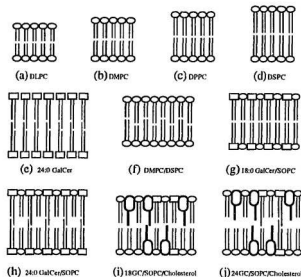 (a) DLPC
(b) DMPC
(c) DPPC
(d) DSPC
(e) 24:0 GalCer
(f) DMPC/DSPC
(g) 18:0 GalCer/SOPC
(h) 24:0 GalCer/SOPC
(i) 18GC/SOPC/Cholesterol
(j) 24GC/SOPC/Cholesterol